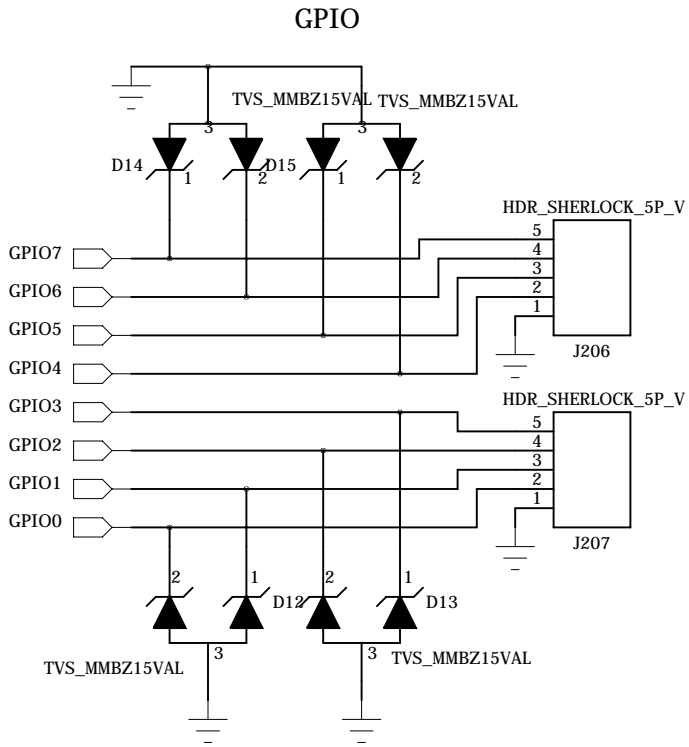 GPIO
TVS_MMBZ15VAL TVS_MMBZ15VAL
3 3
D14 1 2 D15 1 2
HDR_SHERLOCK_5P_V
5
GPIO7
4
3
GPIO6
2
1
GPIO5
J206
GPIO4
HDR_SHERLOCK_5P_V
GPIO3
5
4
GPIO2
3
2
GPIO1
1
GPIO0
J207
2 1 2 1
D12 D13
3 3
TVS_MMBZ15VAL TVS_MMBZ15VAL